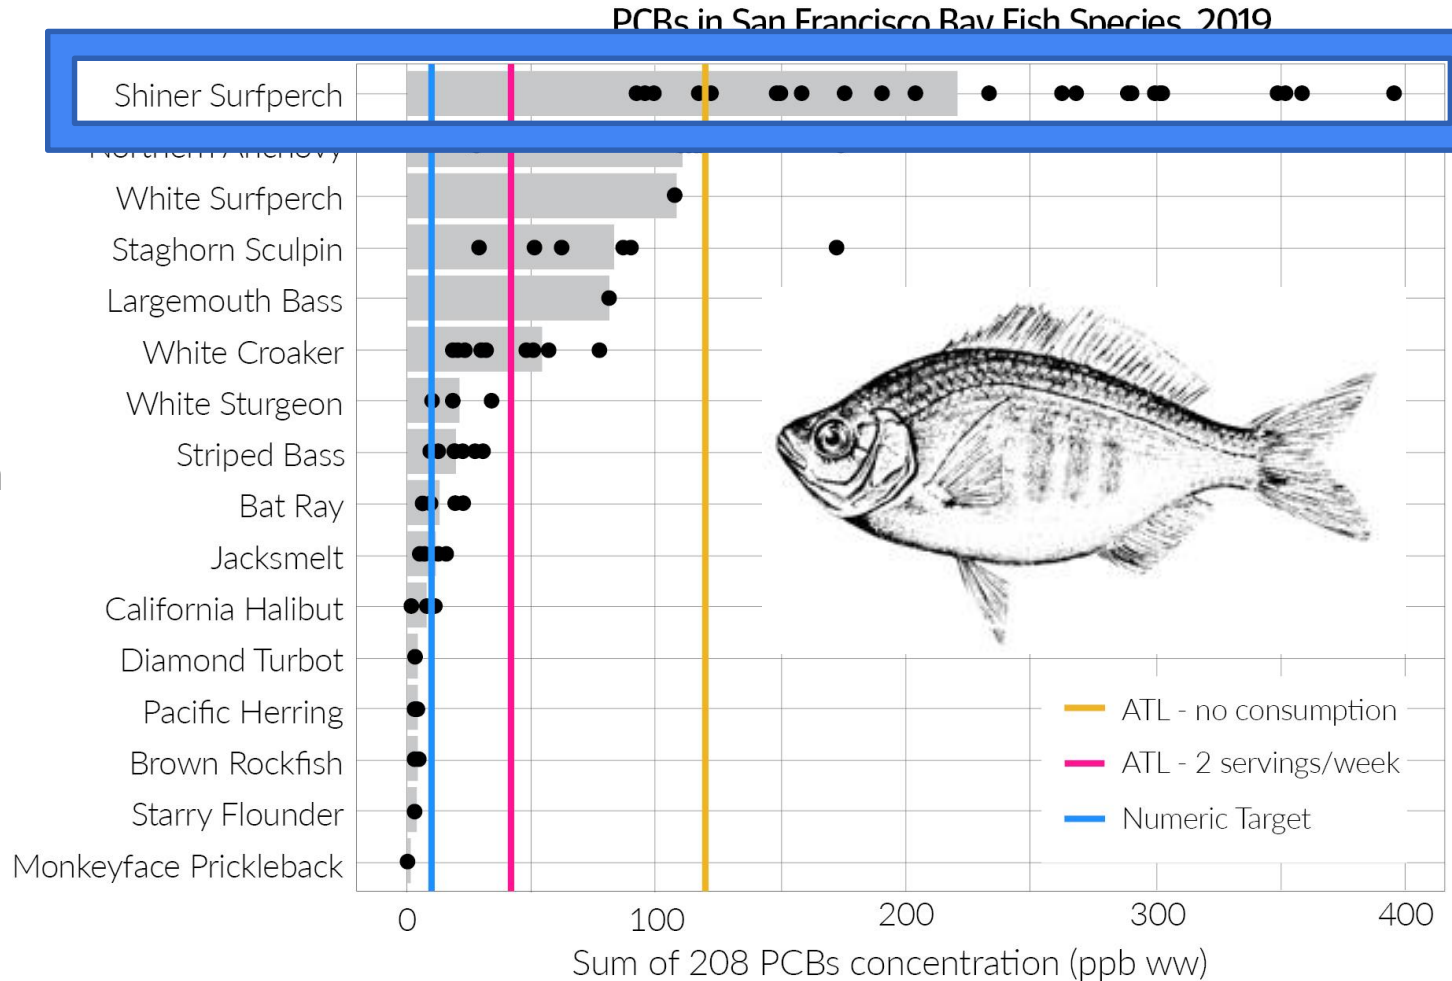 PCBs in San Francisco Bay Fish Species, 2019
Shiner Surfperch
Northern Anchovy
White Surfperch
Staghorn Sculpin
Largemouth Bass
White Croaker
White Sturgeon
Striped Bass
Bat Ray
Jacksmelt
California Halibut
Diamond Turbot
Pacific Herring
Brown Rockfish
Starry Flounder
Monkeyface Prickleback
ATL - no consumption
ATL - 2 servings/week
Numeric Target
0 100 200 300 400
Sum of 208 PCBs concentration (ppb ww)